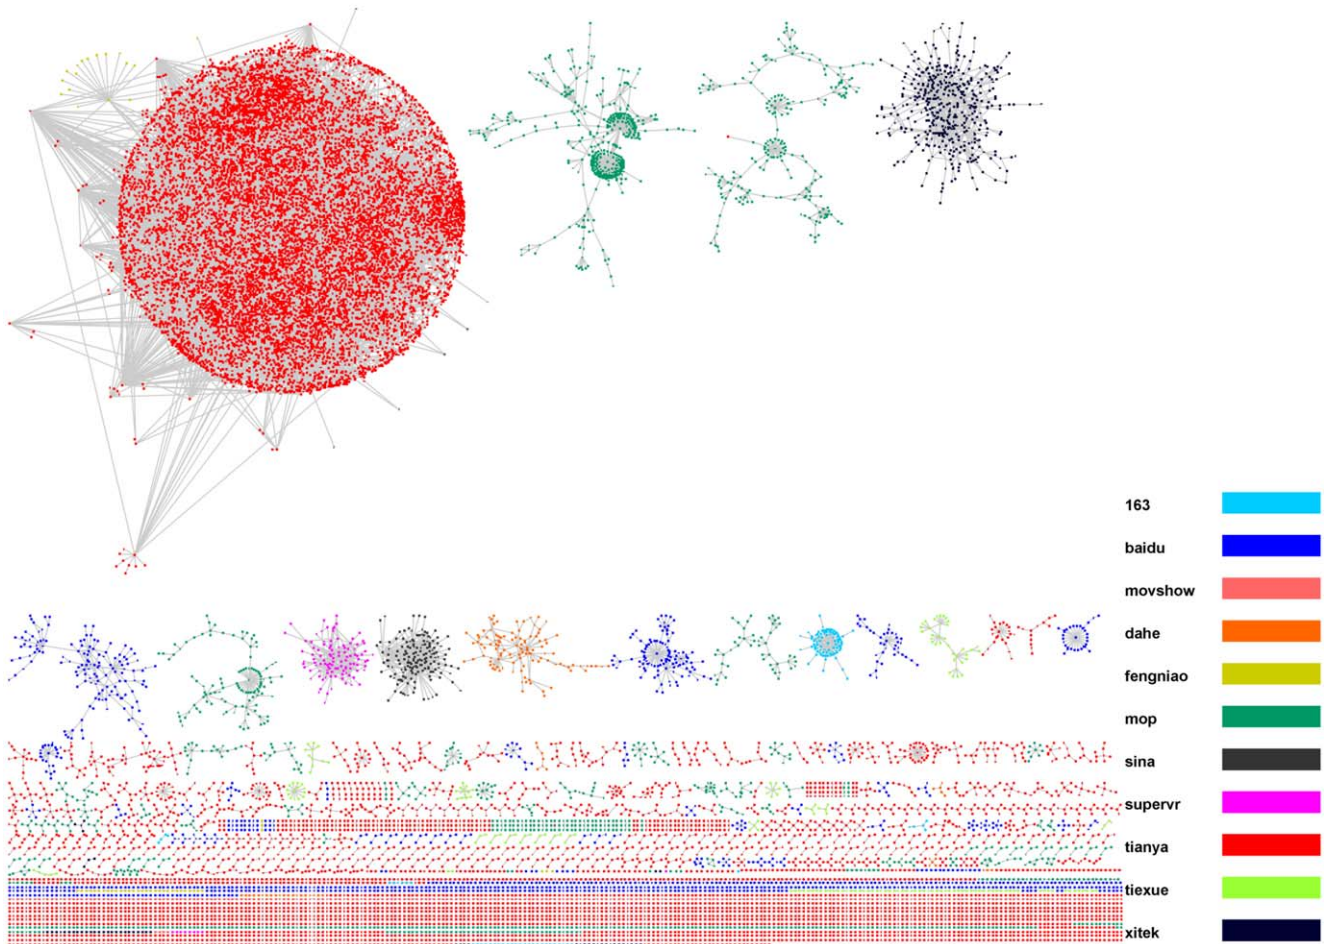 163
baidu
movshow
dahe
fengniao
mop
sina
supervr
tianya
tiexue
xitek